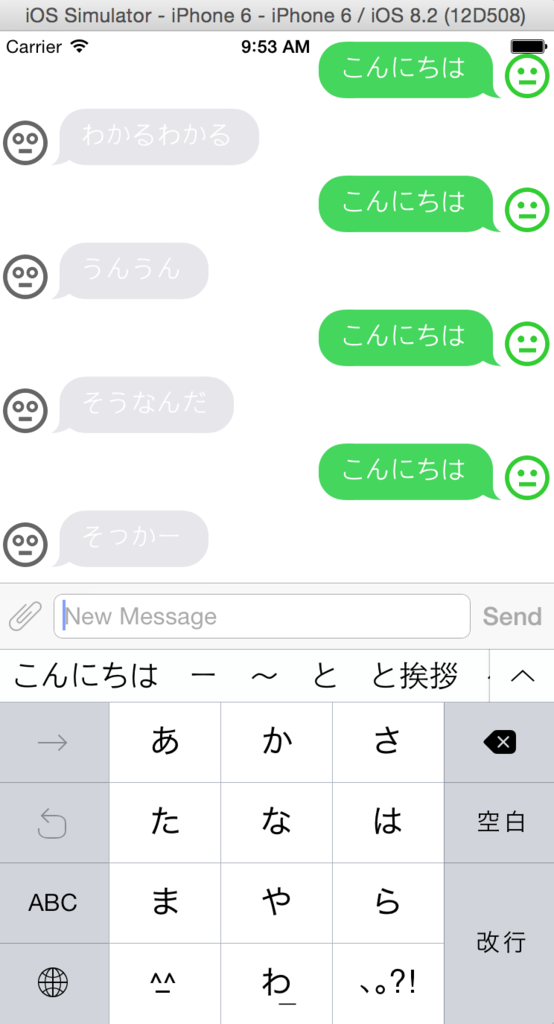 iOS Simulator - iPhone 6 - iPhone 6 / iOS 8.2 (12D508)
Carrier 9:53 AM
こんにちは
わかるわかる
こんにちは
うんうん
こんにちは
そうなんだ
こんにちは
そっかー
New Message Send
こんにちは ー 〜 と と挨拶
→ あ か さ
た な は 空白
ABC ま や ら
改行
^_^ わ_ 、。?!